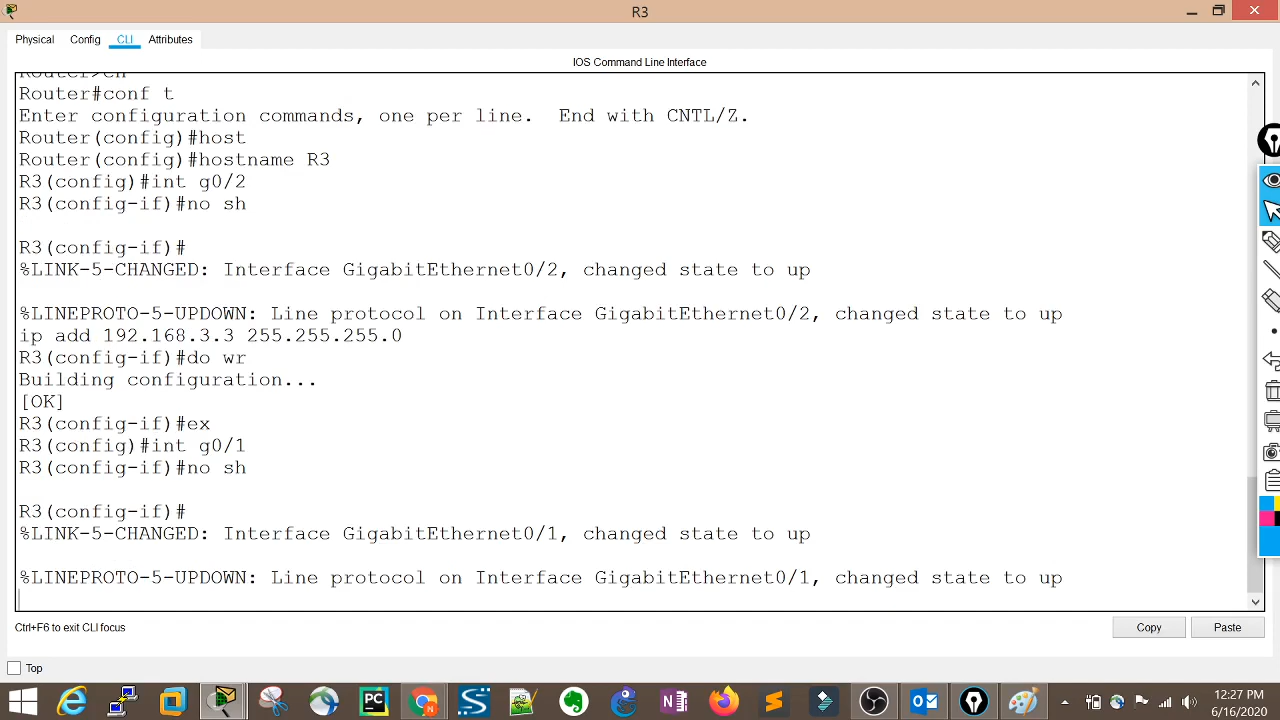 R3
Physical
Config
CLI
Attributes
IOS Command Line Interface
Router>en
Router#conf t
Enter configuration commands, one per line.  End with CNTL/Z.
Router(config)#host
Router(config)#hostname R3
R3(config)#int g0/2
R3(config-if)#no sh
R3(config-if)#
%LINK-5-CHANGED: Interface GigabitEthernet0/2, changed state to up
%LINEPROTO-5-UPDOWN: Line protocol on Interface GigabitEthernet0/2, changed state to up
ip add 192.168.3.3 255.255.255.0
R3(config-if)#do wr
Building configuration...
[OK]
R3(config-if)#ex
R3(config)#int g0/1
R3(config-if)#no sh
R3(config-if)#
%LINK-5-CHANGED: Interface GigabitEthernet0/1, changed state to up
%LINEPROTO-5-UPDOWN: Line protocol on Interface GigabitEthernet0/1, changed state to up
Ctrl+F6 to exit CLI focus
Copy
Paste
Top
PC
N
12:27 PM
6/16/2020